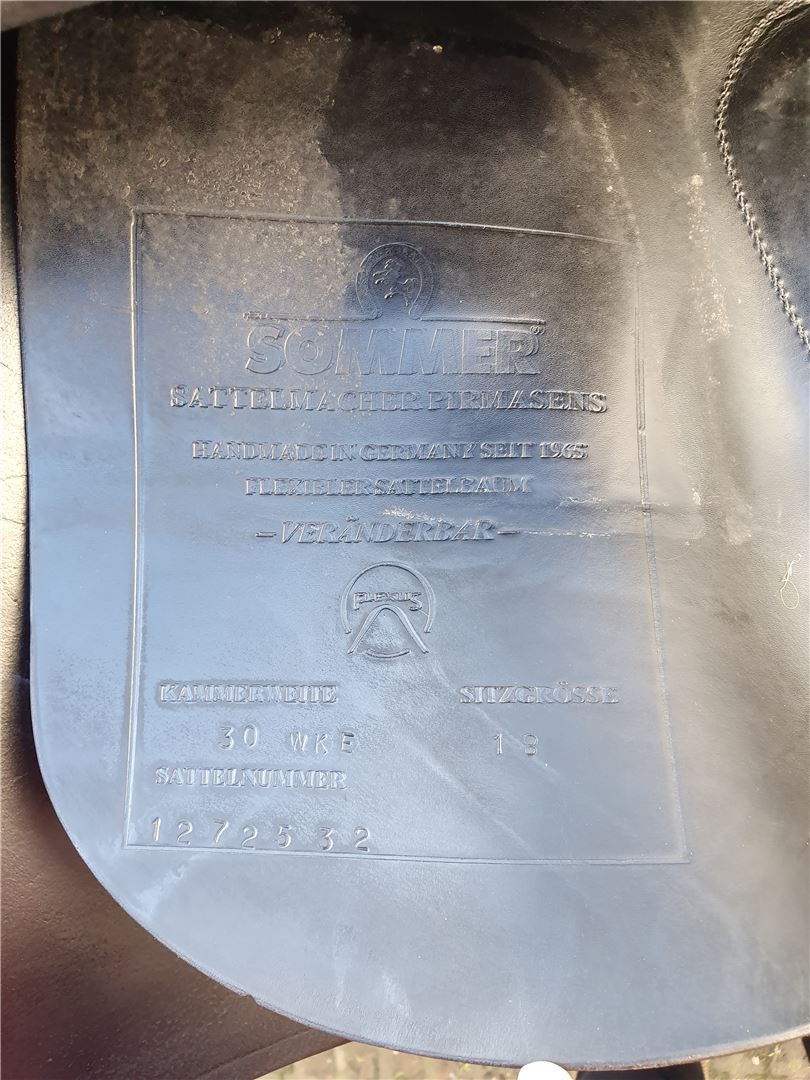 SOMMER®
SATTELMACHER PIRMASENS
HANDMADE IN GERMANY SEIT 1965
FLEXIBLER SATTELBAUM
–VERÄNDERBAR–
FLEXUS
KAMMERWEITE SITZGRÖSSE
30 WKE 18
SATTELNUMMER
1272532